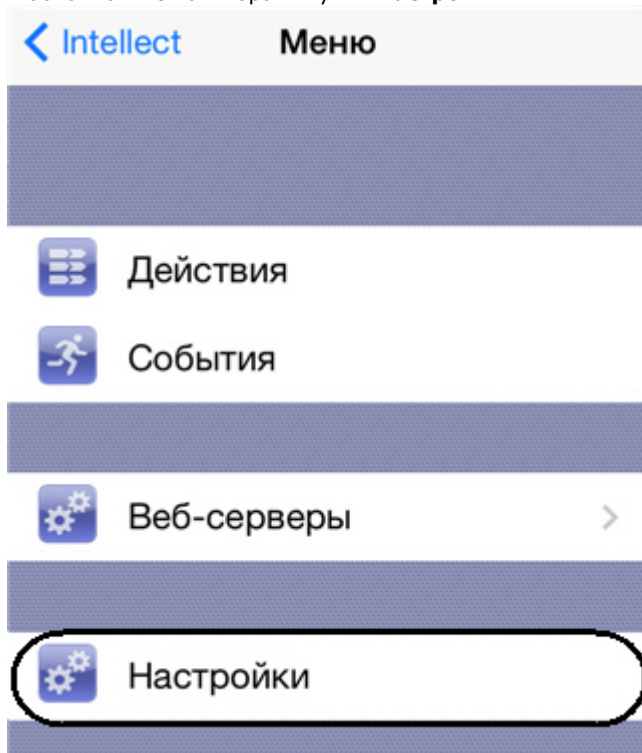 Intellect Меню
Действия
События
Веб-серверы
Настройки